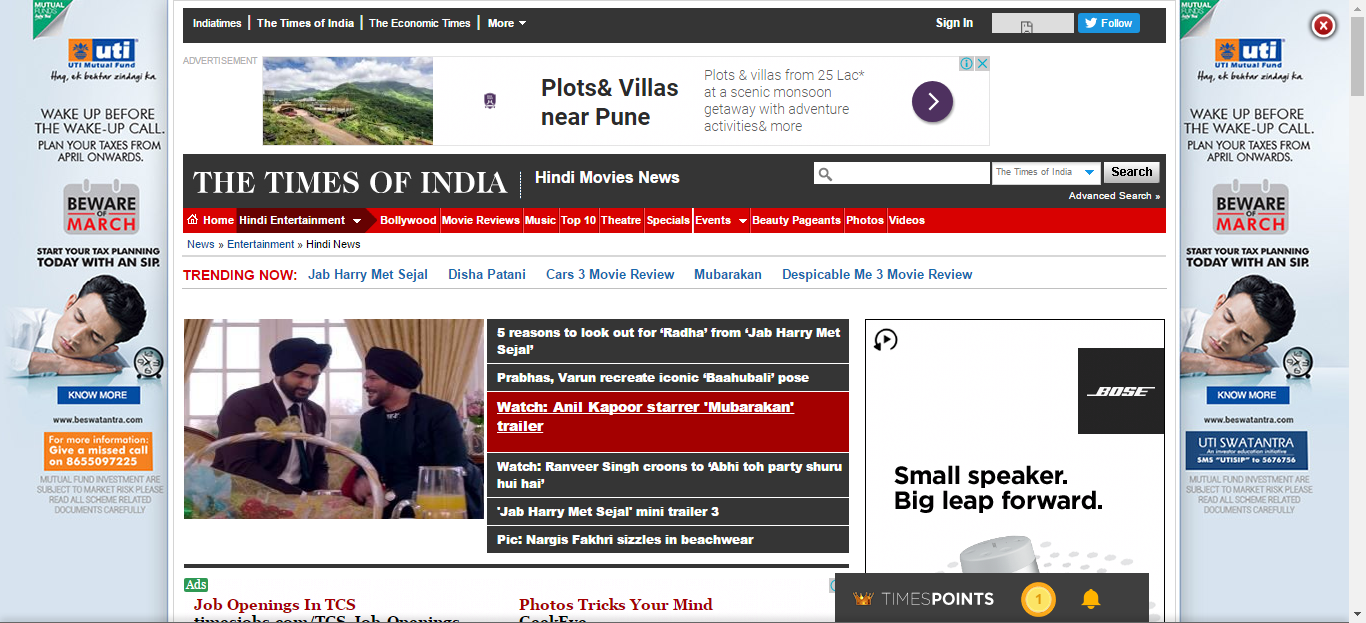 MUTUAL
FUNDS
uti
UTI Mutual Fund
Haq, ek behtar zindagi ka
WAKE UP BEFORE
THE WAKE-UP CALL.
PLAN YOUR TAXES FROM
APRIL ONWARDS.
BEWARE
OF
MARCH
START YOUR TAX PLANNING
TODAY WITH AN SIP.
KNOW MORE
www.beswatantra.com
For more information:
Give a missed call
on 8655097225
MUTUAL FUND INVESTMENT ARE
SUBJECT TO MARKET RISK PLEASE
READ ALL SCHEME RELATED
DOCUMENTS CAREFULLY
Indiatimes | The Times of India | The Economic Times | More
Sign In
Follow
ADVERTISEMENT
Plots& Villas
near Pune
Plots & villas from 25 Lac*
at a scenic monsoon
getaway with adventure
activities& more
THE TIMES OF INDIA
Hindi Movies News
The Times of India
Search
Advanced Search »
Home Hindi Entertainment Bollywood Movie Reviews Music Top 10 Theatre Specials Events Beauty Pageants Photos Videos
News » Entertainment » Hindi News
TRENDING NOW: Jab Harry Met Sejal Disha Patani Cars 3 Movie Review Mubarakan Despicable Me 3 Movie Review
5 reasons to look out for ‘Radha’ from ‘Jab Harry Met
Sejal’
Prabhas, Varun recreate iconic ‘Baahubali’ pose
Watch: Anil Kapoor starrer 'Mubarakan'
trailer
Watch: Ranveer Singh croons to ‘Abhi toh party shuru
hui hai’
'Jab Harry Met Sejal' mini trailer 3
Pic: Nargis Fakhri sizzles in beachwear
BOSE
Small speaker.
Big leap forward.
Ads
Job Openings In TCS
timesjobs.com/TCS-Job-Openings
Photos Tricks Your Mind
GeekEye
TIMESPOINTS
1
MUTUAL
FUNDS
uti
UTI Mutual Fund
Haq, ek behtar zindagi ka
WAKE UP BEFORE
THE WAKE-UP CALL.
PLAN YOUR TAXES FROM
APRIL ONWARDS.
BEWARE
OF
MARCH
START YOUR TAX PLANNING
TODAY WITH AN SIP.
KNOW MORE
www.beswatantra.com
UTI SWATANTRA
An investor education initiative
SMS "UTISIP" to 5676756
MUTUAL FUND INVESTMENT ARE
SUBJECT TO MARKET RISK PLEASE
READ ALL SCHEME RELATED
DOCUMENTS CAREFULLY